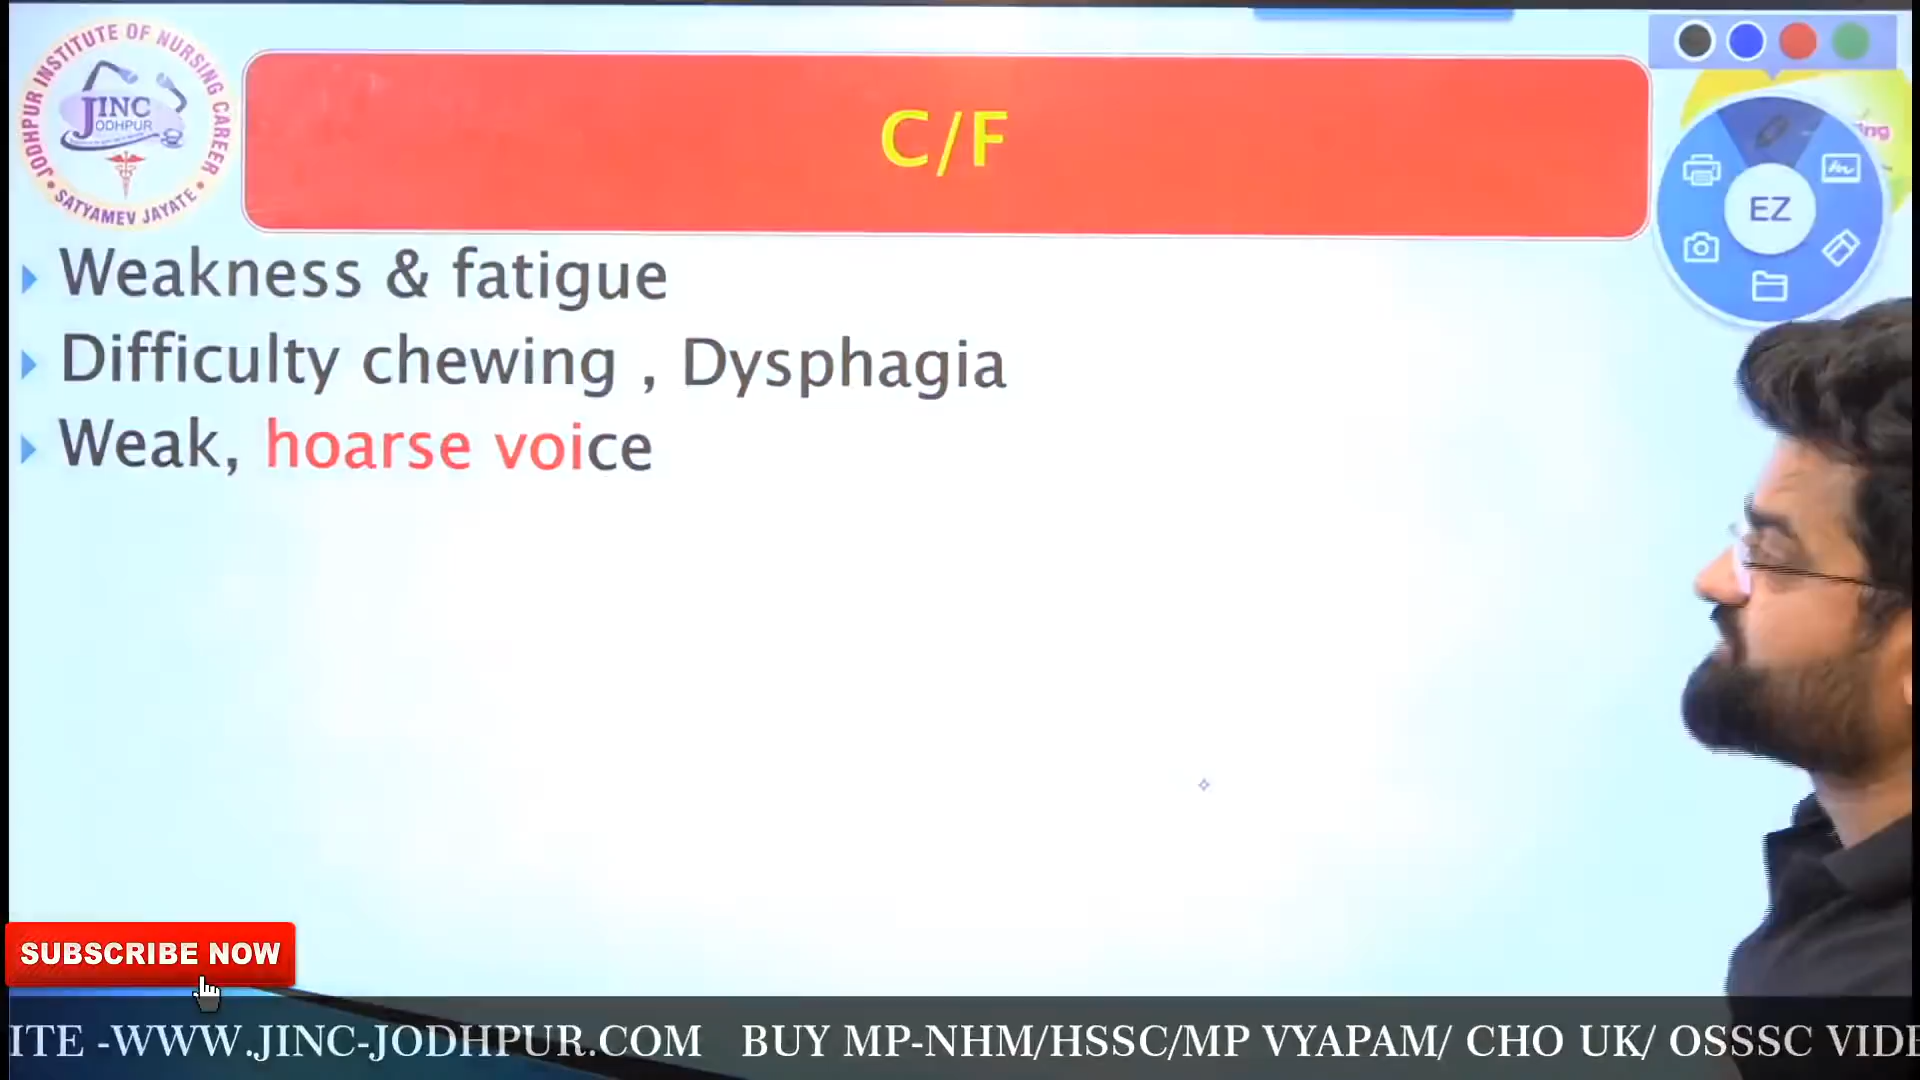 JODHPUR INSTITUTE OF NURSING CAREER
JINC
JODHPUR
SATYAMEV JAYATE
C/F
EZ
Weakness & fatigue
Difficulty chewing , Dysphagia
Weak, hoarse voice
SUBSCRIBE NOW
ITE -WWW.JINC-JODHPUR.COM BUY MP-NHM/HSSC/MP VYAPAM/ CHO UK/ OSSSC VIDE